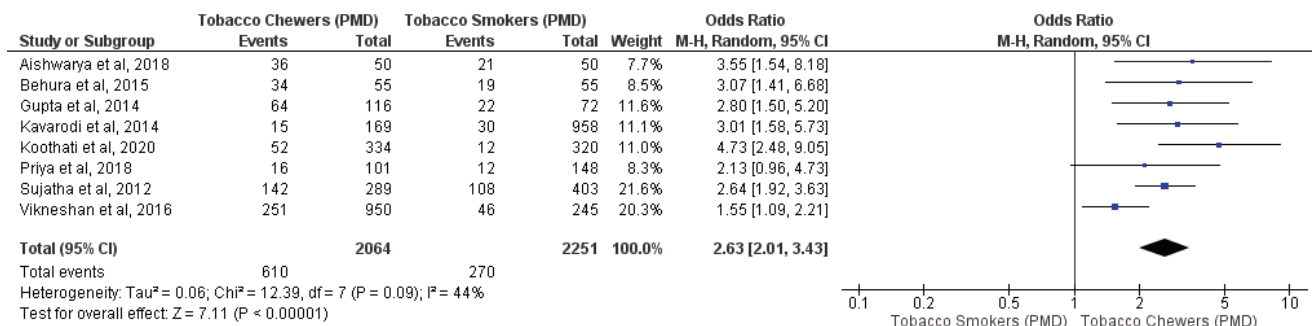 Tobacco Chewers (PMD) Tobacco Smokers (PMD) Odds Ratio Odds Ratio
Study or Subgroup Events Total Events Total Weight M-H, Random, 95% CI M-H, Random, 95% CI
Aishwarya et al, 2018 36 50 21 50 7.7% 3.55 [1.54, 8.18]
Behura et al, 2015 34 55 19 55 8.5% 3.07 [1.41, 6.68]
Gupta et al, 2014 64 116 22 72 11.6% 2.80 [1.50, 5.20]
Kavarodi et al, 2014 15 169 30 958 11.1% 3.01 [1.58, 5.73]
Koothati et al, 2020 52 334 12 320 11.0% 4.73 [2.48, 9.05]
Priya et al, 2018 16 101 12 148 8.3% 2.13 [0.96, 4.73]
Sujatha et al, 2012 142 289 108 403 21.6% 2.64 [1.92, 3.63]
Vikneshan et al, 2016 251 950 46 245 20.3% 1.55 [1.09, 2.21]
Total (95% CI) 2064 2251 100.0% 2.63 [2.01, 3.43]
Total events 610 270
Heterogeneity: Tau² = 0.06; Chi² = 12.39, df = 7 (P = 0.09); I² = 44%
Test for overall effect: Z = 7.11 (P < 0.00001)
0.1 0.2 0.5 1 2 5 10
Tobacco Smokers (PMD) Tobacco Chewers (PMD)